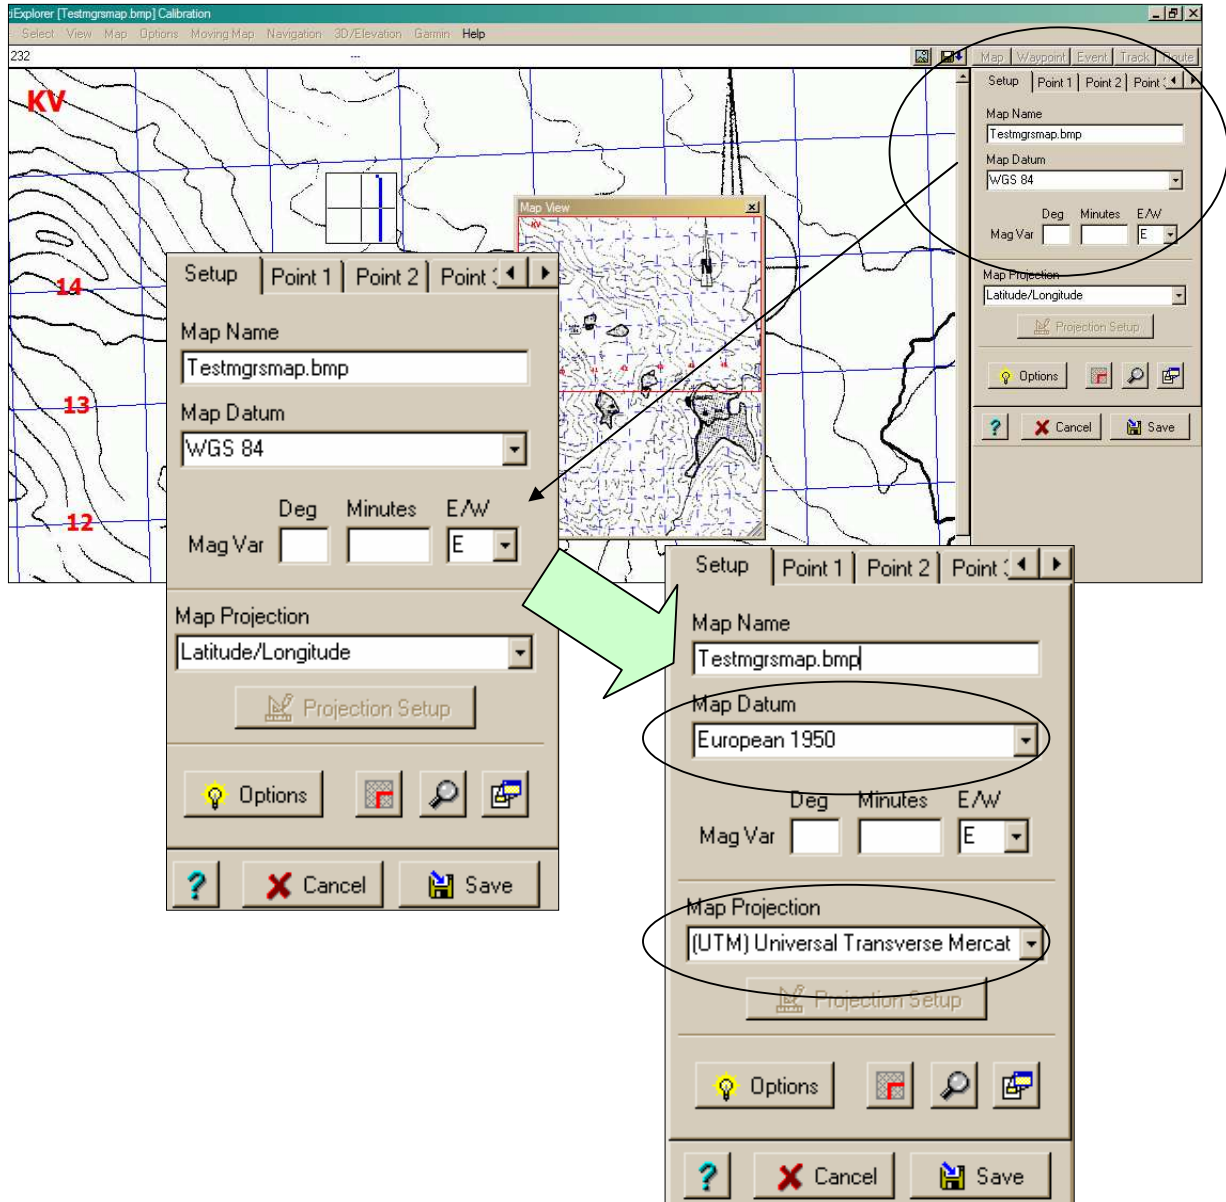 Explorer [Testmgrsmap.bmp] Calibration
Select View Map Options Moving Map Navigation 3D/Elevation Garmin Help
232 ---
Map Waypoint Event Track Route
Setup Point 1 Point 2 Point
Map Name
Testmgrsmap.bmp
Map Datum
WGS 84
Deg Minutes E/W
Mag Var E
Map Projection
Latitude/Longitude
Projection Setup
Options
? Cancel Save
KV
14
13
12
Map View
KV
N
Setup Point 1 Point 2 Point
Map Name
Testmgrsmap.bmp
Map Datum
WGS 84
Deg Minutes E/W
Mag Var E
Map Projection
Latitude/Longitude
Projection Setup
Options
? Cancel Save
Setup Point 1 Point 2 Point
Map Name
Testmgrsmap.bmp
Map Datum
European 1950
Deg Minutes E/W
Mag Var E
Map Projection
(UTM) Universal Transverse Mercat
Projection Setup
Options
? Cancel Save